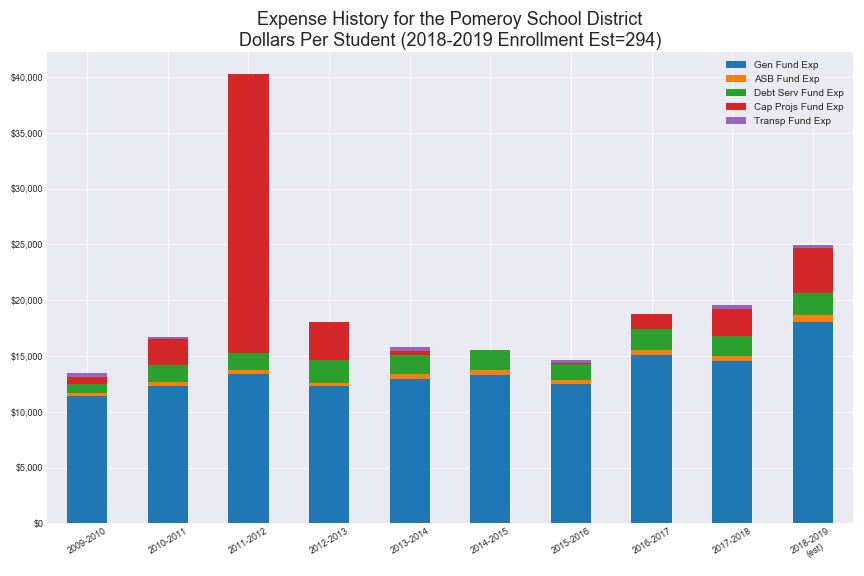 Expense History for the Pomeroy School District
Dollars Per Student (2018-2019 Enrollment Est=294)
Gen Fund Exp
ASB Fund Exp
Debt Serv Fund Exp
Cap Projs Fund Exp
Transp Fund Exp
$40,000
$35,000
$30,000
$25,000
$20,000
$15,000
$10,000
$5,000
$0
2009-2010
2010-2011
2011-2012
2012-2013
2013-2014
2014-2015
2015-2016
2016-2017
2017-2018
2018-2019
(est)